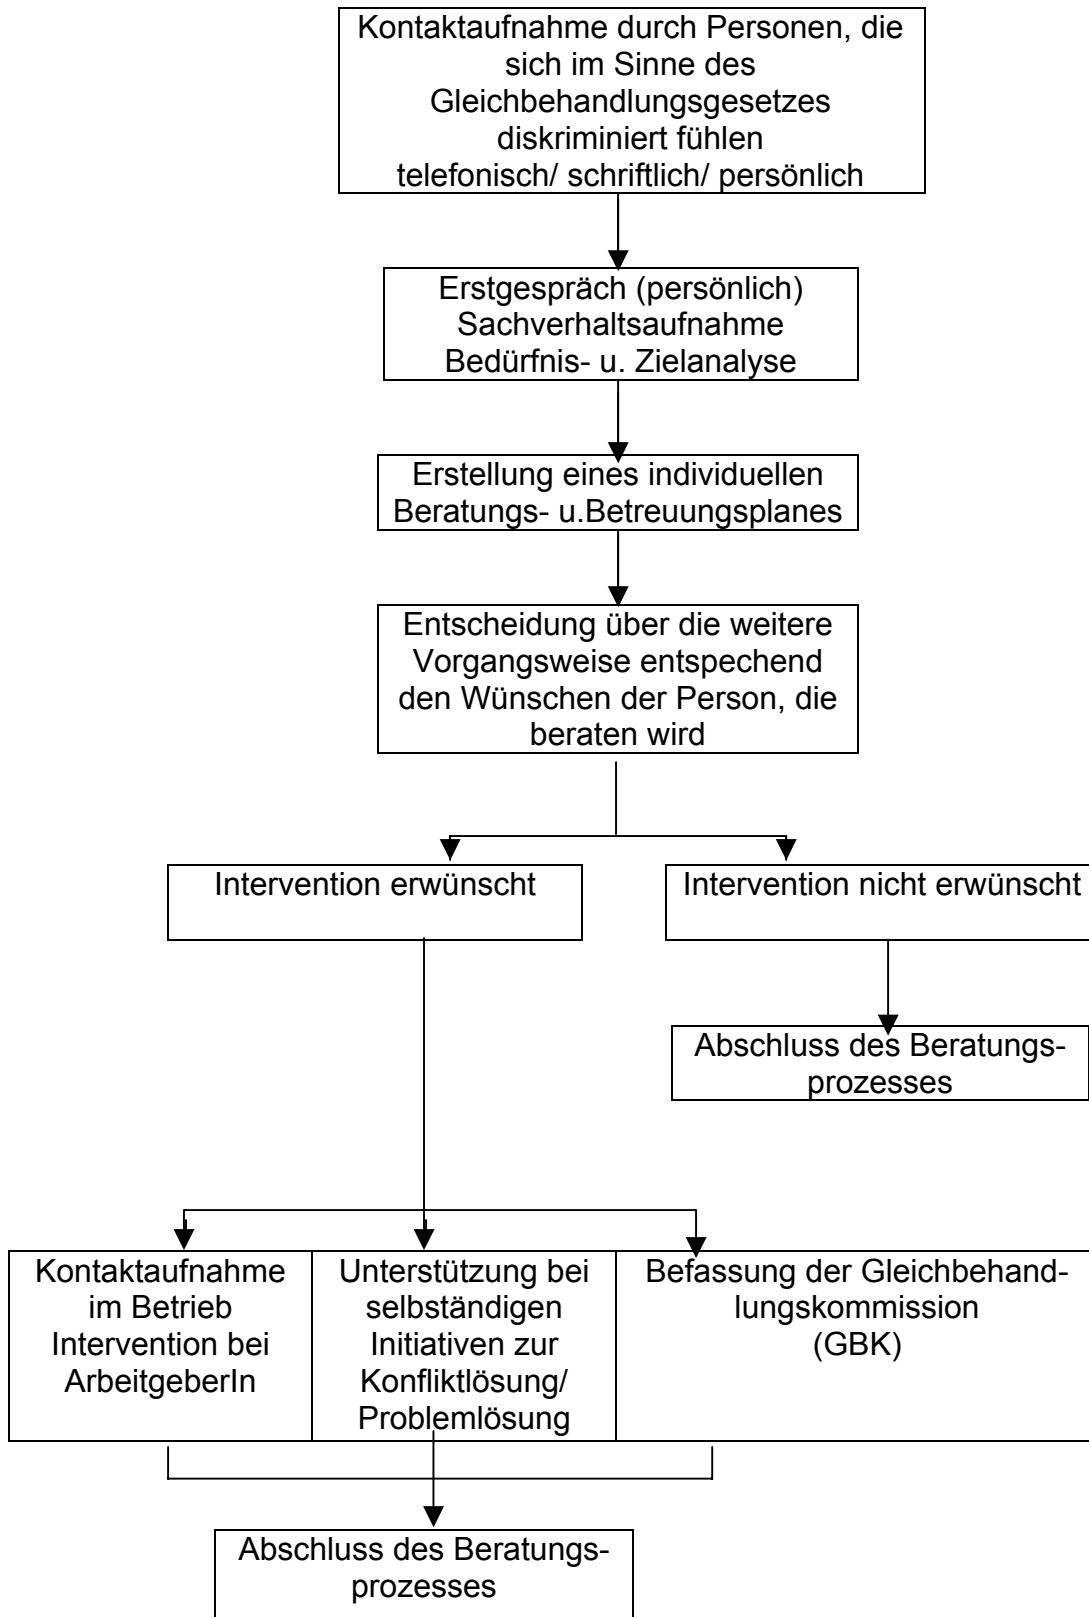 Kontaktaufnahme durch Personen, die
sich im Sinne des
Gleichbehandlungsgesetzes
diskriminiert fühlen
telefonisch/ schriftlich/ persönlich
Erstgespräch (persönlich)
Sachverhaltsaufnahme
Bedürfnis- u. Zielanalyse
Erstellung eines individuellen
Beratungs- u.Betreuungsplanes
Entscheidung über die weitere
Vorgangsweise entspechend
den Wünschen der Person, die
beraten wird
Intervention erwünscht
Intervention nicht erwünscht
Abschluss des Beratungs-
prozesses
Kontaktaufnahme
im Betrieb
Intervention bei
ArbeitgeberIn
Unterstützung bei
selbständigen
Initiativen zur
Konfliktlösung/
Problemlösung
Befassung der Gleichbehand-
lungskommission
(GBK)
Abschluss des Beratungs-
prozesses